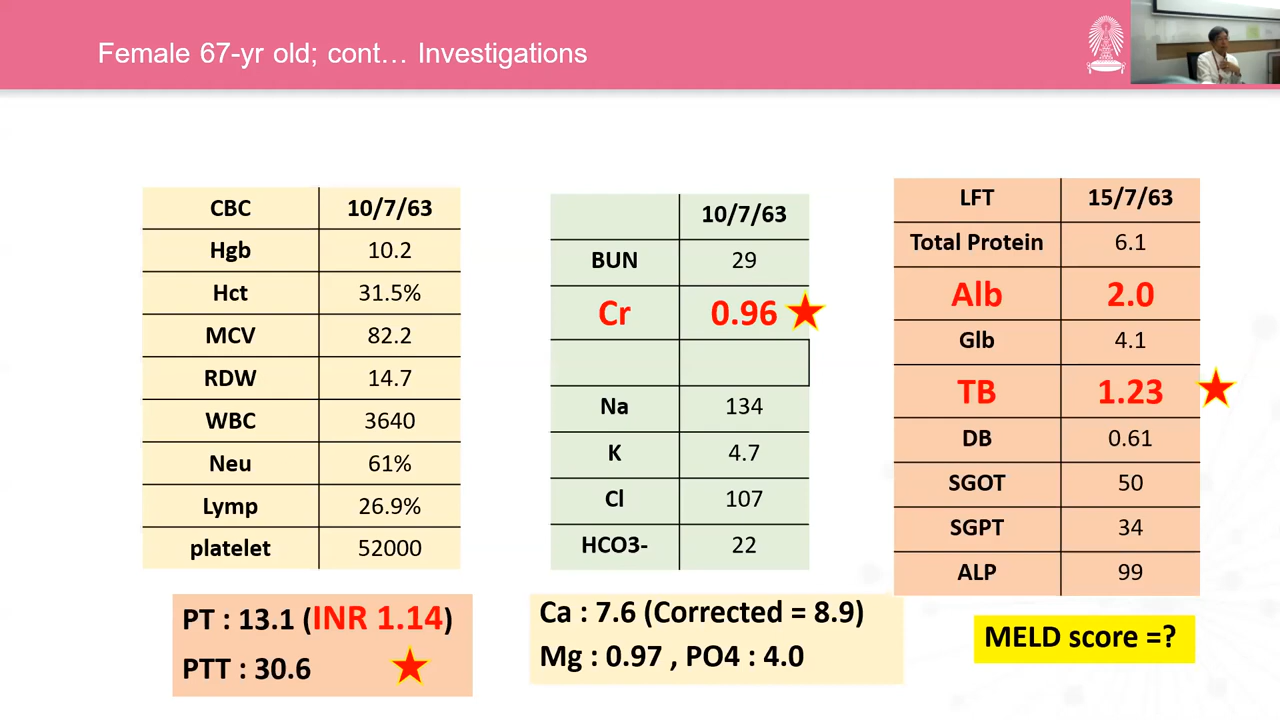 Female 67-yr old; cont… Investigations
CBC 10/7/63
Hgb 10.2
Hct 31.5%
MCV 82.2
RDW 14.7
WBC 3640
Neu 61%
Lymp 26.9%
platelet 52000
PT : 13.1 (INR 1.14)
PTT : 30.6
10/7/63
BUN 29
Cr 0.96
Na 134
K 4.7
Cl 107
HCO3- 22
Ca : 7.6 (Corrected = 8.9)
Mg : 0.97 , PO4 : 4.0
LFT 15/7/63
Total Protein 6.1
Alb 2.0
Glb 4.1
TB 1.23
DB 0.61
SGOT 50
SGPT 34
ALP 99
MELD score =?